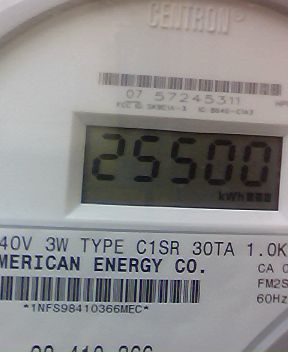 CENTRON®
07 57245311
25500
kWh
40V 3W TYPE C1SR 30TA 1.0K
MERICAN ENERGY CO.
CA 0
FM2S
60Hz
*1NFS98410366MEC*